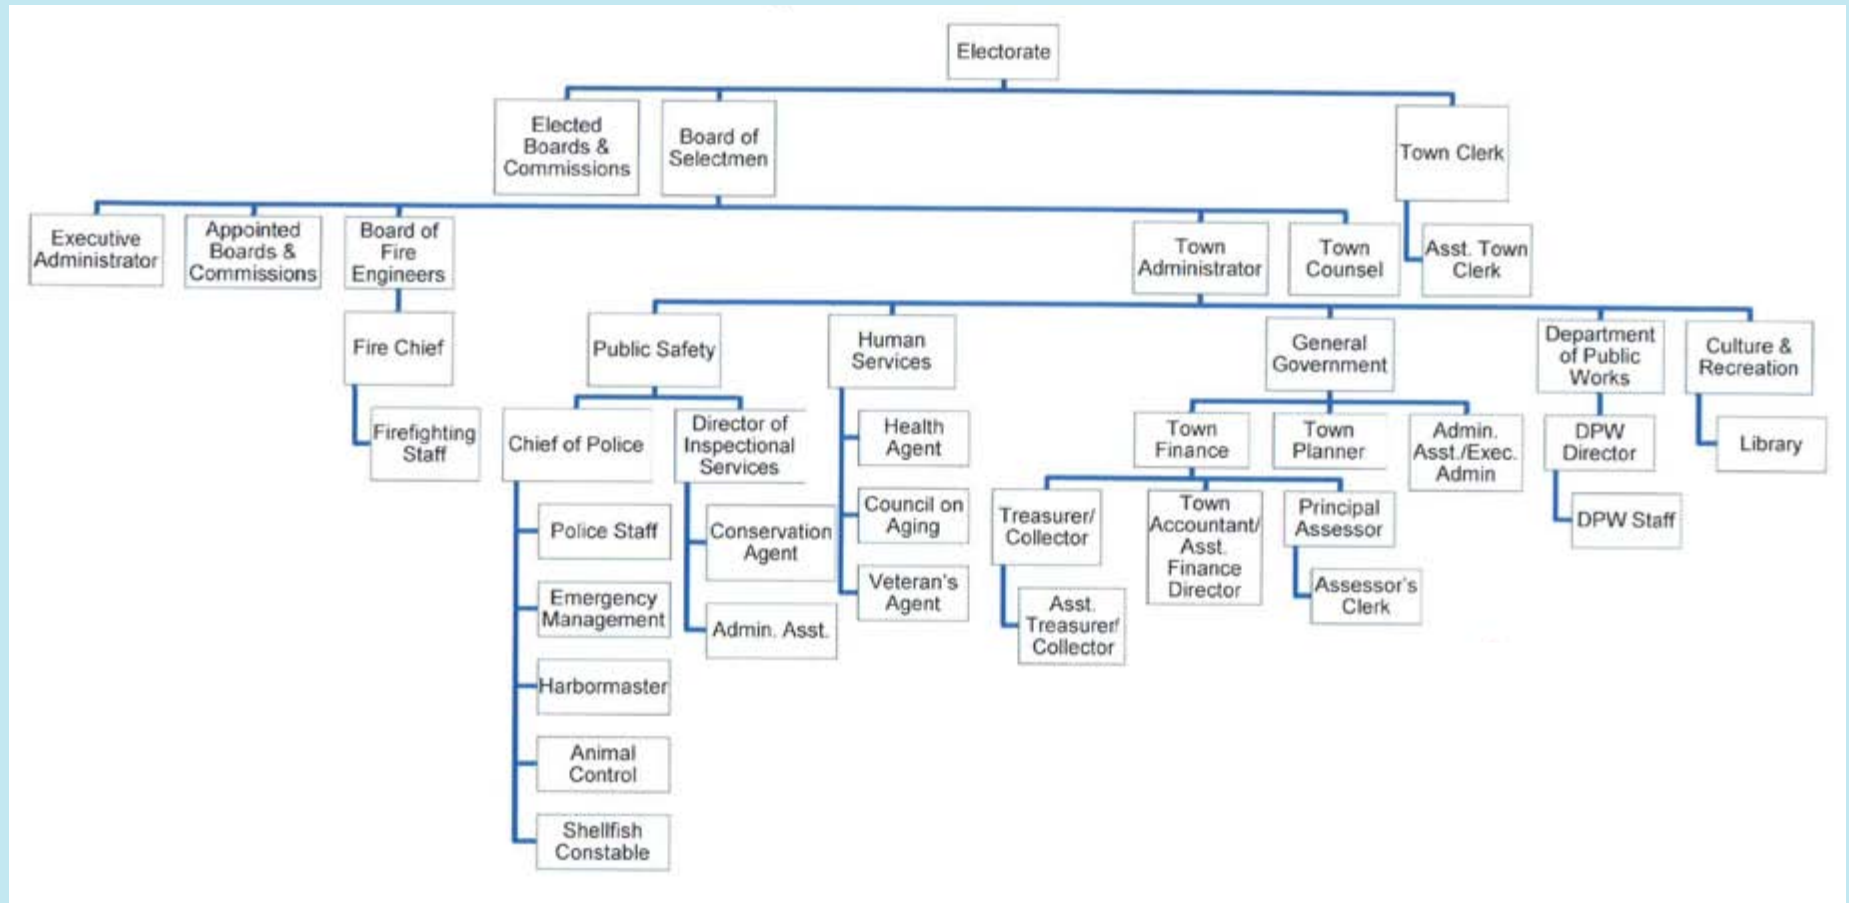 Electorate
Elected
Boards &
Commissions
Board of
Selectmen
Town Clerk
Executive
Administrator
Appointed
Boards &
Commissions
Board of
Fire
Engineers
Town
Administrator
Town
Counsel
Asst. Town
Clerk
Fire Chief
Firefighting
Staff
Public Safety
Human
Services
General
Government
Department
of Public
Works
Culture &
Recreation
Chief of Police
Director of
Inspectional
Services
Health
Agent
Town
Finance
Town
Planner
Admin.
Asst./Exec.
Admin
DPW
Director
Library
Police Staff
Conservation
Agent
Council on
Aging
Treasurer/
Collector
Town
Accountant/
Asst.
Finance
Director
Principal
Assessor
DPW Staff
Emergency
Management
Admin. Asst.
Veteran's
Agent
Asst.
Treasurer/
Collector
Assessor's
Clerk
Harbormaster
Animal
Control
Shellfish
Constable